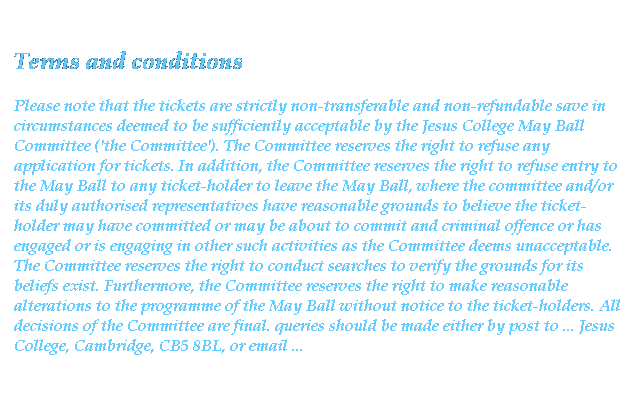 Terms and conditions
Please note that the tickets are strictly non-transferable and non-refundable save in
circumstances deemed to be sufficiently acceptable by the Jesus College May Ball
Committee ('the Committee'). The Committee reserves the right to refuse any
application for tickets. In addition, the Committee reserves the right to refuse entry to
the May Ball to any ticket-holder to leave the May Ball, where the committee and/or
its duly authorised representatives have reasonable grounds to believe the ticket-
holder may have committed or may be about to commit and criminal offence or has
engaged or is engaging in other such activities as the Committee deems unacceptable.
The Committee reserves the right to conduct searches to verify the grounds for its
beliefs exist. Furthermore, the Committee reserves the right to make reasonable
alterations to the programme of the May Ball without notice to the ticket-holders. All
decisions of the Committee are final. queries should be made either by post to ... Jesus
College, Cambridge, CB5 8BL, or email ...